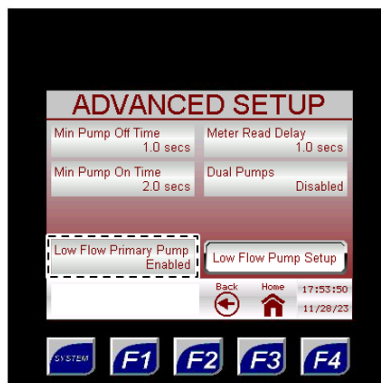 ADVANCED SETUP
Min Pump Off Time
1.0 secs
Meter Read Delay
1.0 secs
Min Pump On Time
2.0 secs
Dual Pumps
Disabled
Low Flow Primary Pump
Enabled
Low Flow Pump Setup
Back
Home
17:53:50
11/28/23
SYSTEM
F1
F2
F3
F4